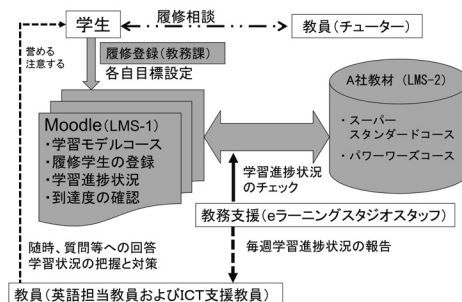 学生
履修相談
教員(チューター)
誉める
注意する
履修登録(教務課)
各自目標設定
A社教材 (LMS-2)
・スーパー
スタンダードコース
・パワーワーズコース
Moodle(LMS-1)
・学習モデルコース
・履修学生の登録
・学習進捗状況
・到達度の確認
学習進捗状況
のチェック
教務支援(eラーニングスタジオスタッフ)
随時、質問等への回答
学習状況の把握と対策
毎週学習進捗状況の報告
教員(英語担当教員およびICT支援教員)